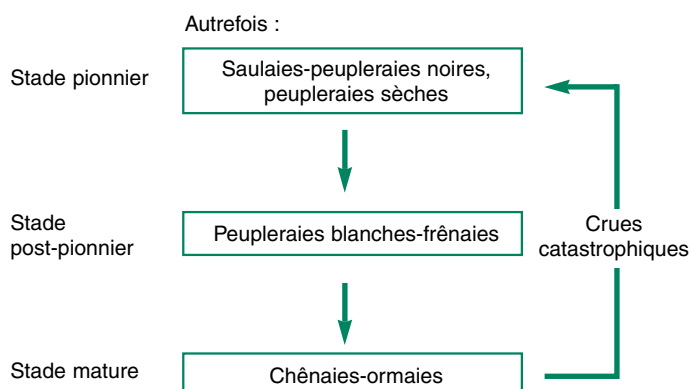 Autrefois :
Stade pionnier
Saulaies-peupleraies noires,
peupleraies sèches
Stade
post-pionnier
Peupleraies blanches-frênaies
Crues
catastrophiques
Stade mature
Chênaies-ormaies